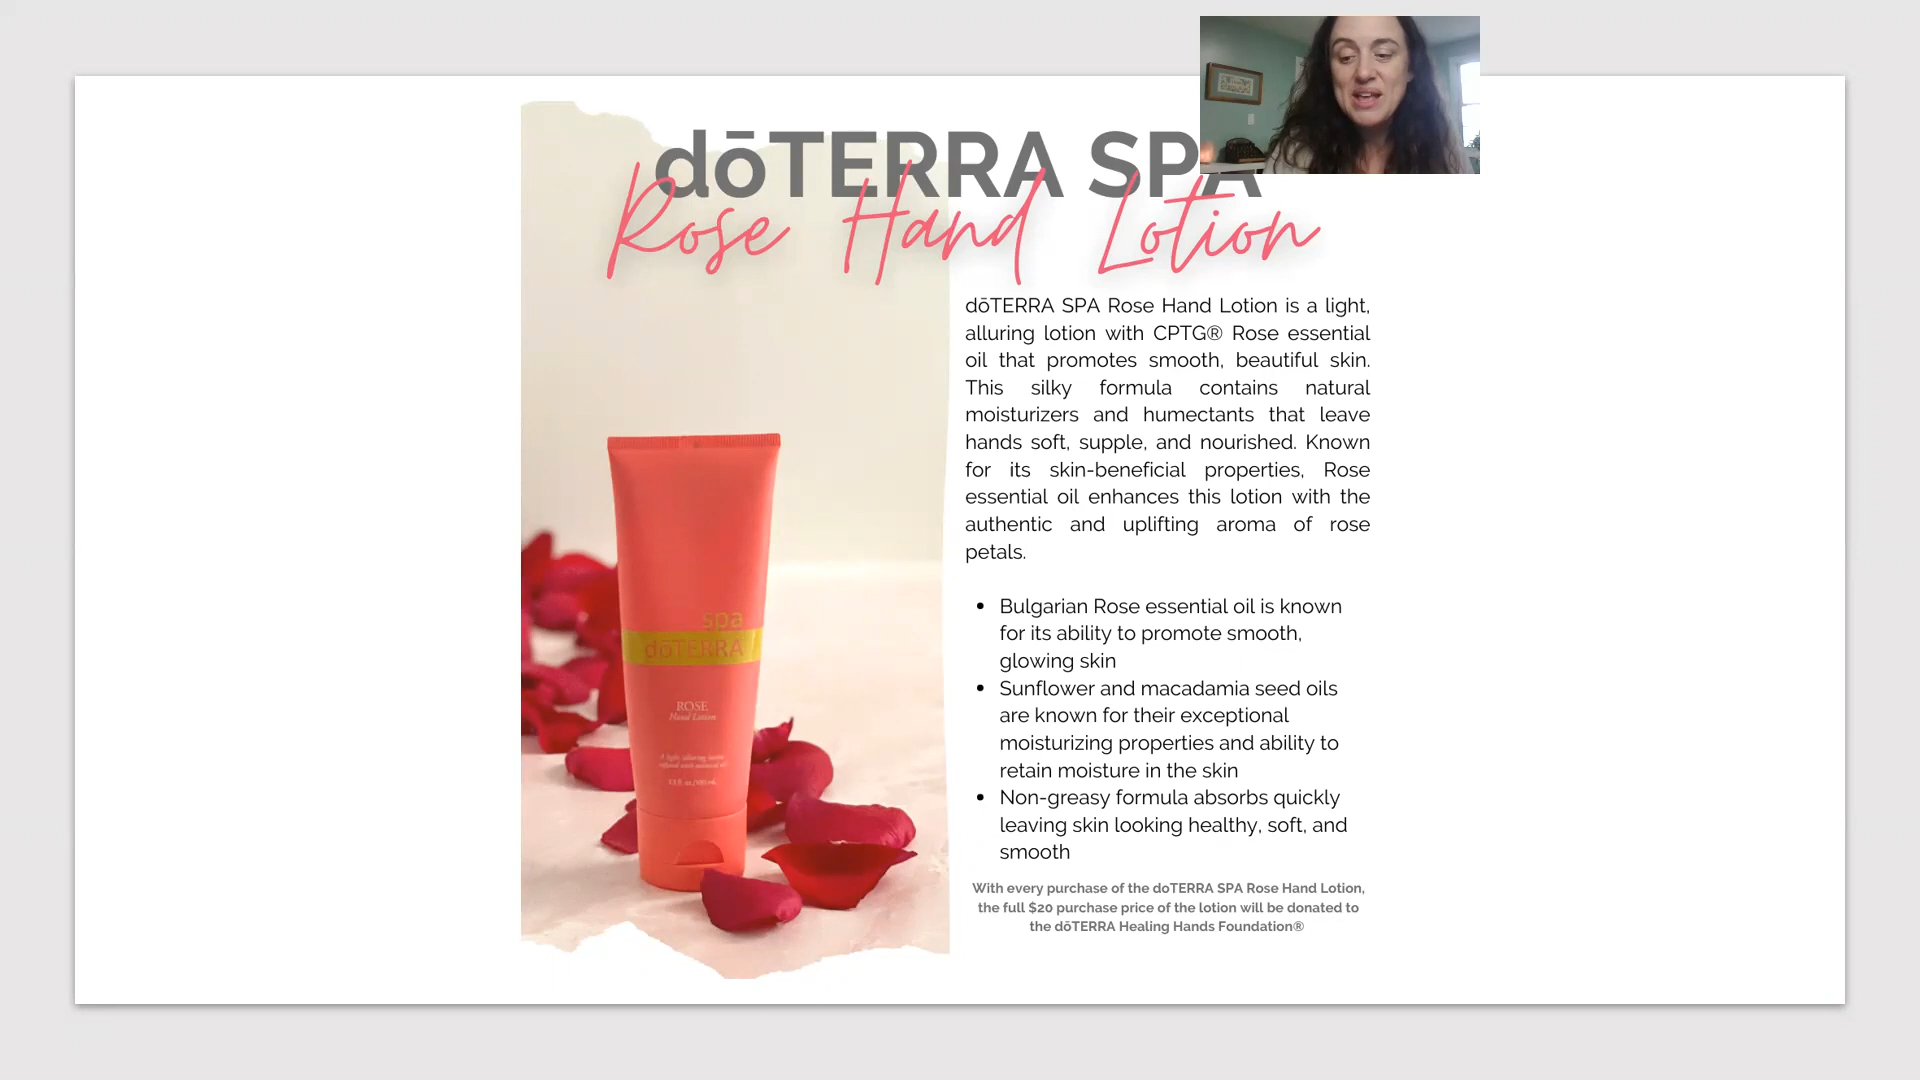 dōTERRA SPA
Rose Hand Lotion
dōTERRA SPA Rose Hand Lotion is a light,
alluring lotion with CPTG® Rose essential
oil that promotes smooth, beautiful skin.
This silky formula contains natural
moisturizers and humectants that leave
hands soft, supple, and nourished. Known
for its skin-beneficial properties, Rose
essential oil enhances this lotion with the
authentic and uplifting aroma of rose
petals.
• Bulgarian Rose essential oil is known
for its ability to promote smooth,
glowing skin
• Sunflower and macadamia seed oils
are known for their exceptional
moisturizing properties and ability to
retain moisture in the skin
• Non-greasy formula absorbs quickly
leaving skin looking healthy, soft, and
smooth
With every purchase of the doTERRA SPA Rose Hand Lotion,
the full $20 purchase price of the lotion will be donated to
the dōTERRA Healing Hands Foundation®
spa
dōTERRA
ROSE
Hand Lotion